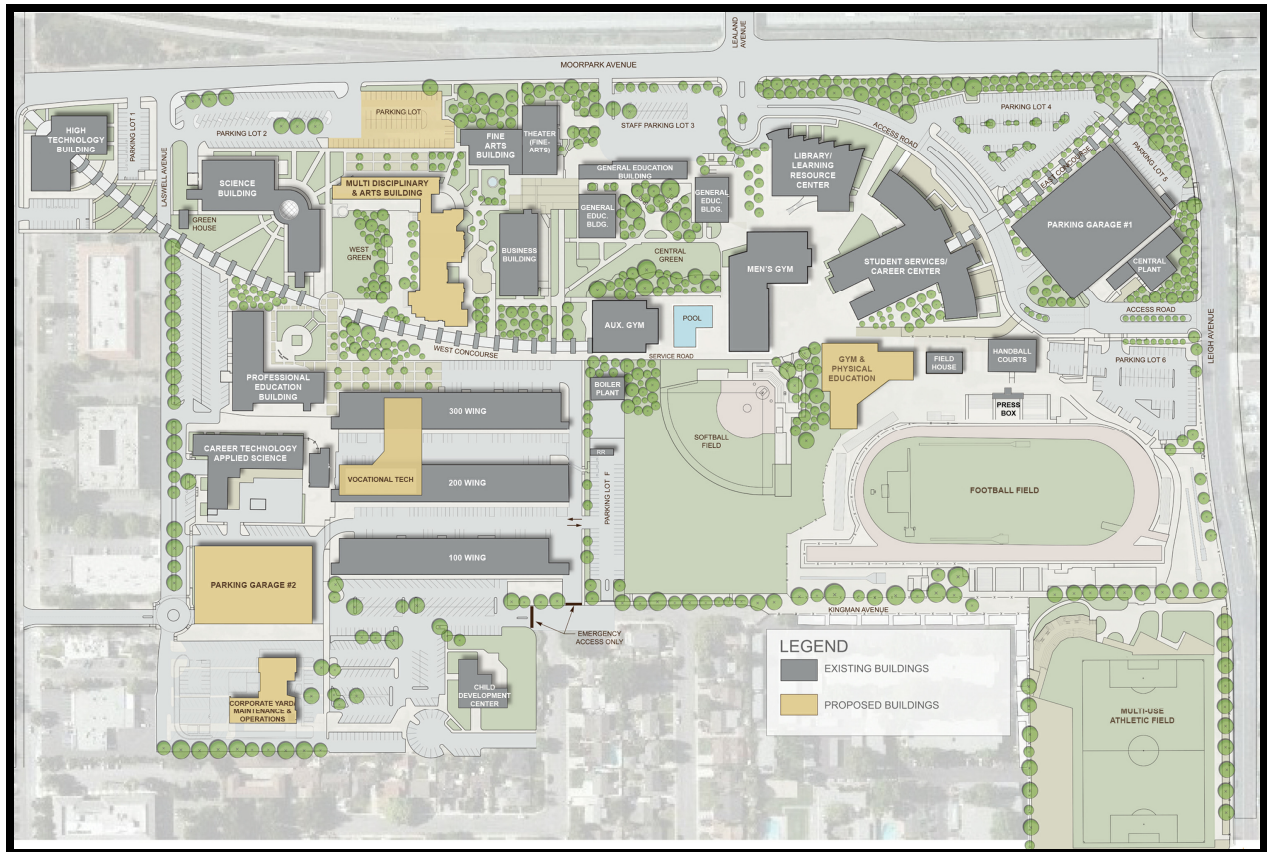 LEALAND
AVENUE
MOORPARK AVENUE
HIGH
TECHNOLOGY
BUILDING
PARKING LOT 1
LASWELL AVENUE
PARKING LOT 2
PARKING LOT
FINE
ARTS
BUILDING
THEATER
(FINE-
ARTS)
STAFF PARKING LOT 3
ACCESS ROAD
PARKING LOT 4
PARKING LOT 5
EAST CONCOURSE
LIBRARY/
LEARNING
RESOURCE
CENTER
GENERAL EDUCATION
BUILDING
GENERAL
EDUC.
BLDG.
GENERAL
EDUC.
BLDG.
SCIENCE
BUILDING
MULTI DISCIPLINARY
& ARTS BUILDING
GREEN
HOUSE
WEST
GREEN
BUSINESS
BUILDING
CENTRAL
GREEN
MEN'S GYM
STUDENT SERVICES/
CAREER CENTER
PARKING GARAGE #1
CENTRAL
PLANT
ACCESS ROAD
LEIGH AVENUE
AUX. GYM
POOL
WEST CONCOURSE
SERVICE ROAD
PROFESSIONAL
EDUCATION
BUILDING
BOILER
PLANT
GYM &
PHYSICAL
EDUCATION
FIELD
HOUSE
HANDBALL
COURTS
PARKING LOT 6
PRESS
BOX
300 WING
SOFTBALL
FIELD
CAREER TECHNOLOGY
APPLIED SCIENCE
RR
VOCATIONAL TECH
200 WING
PARKING LOT F
FOOTBALL FIELD
100 WING
PARKING GARAGE #2
KINGMAN AVENUE
EMERGENCY
ACCESS ONLY
CHILD
DEVELOPMENT
CENTER
CORPORATE YARD
MAINTENANCE &
OPERATIONS
LEGEND
EXISTING BUILDINGS
PROPOSED BUILDINGS
MULTI-USE
ATHLETIC FIELD